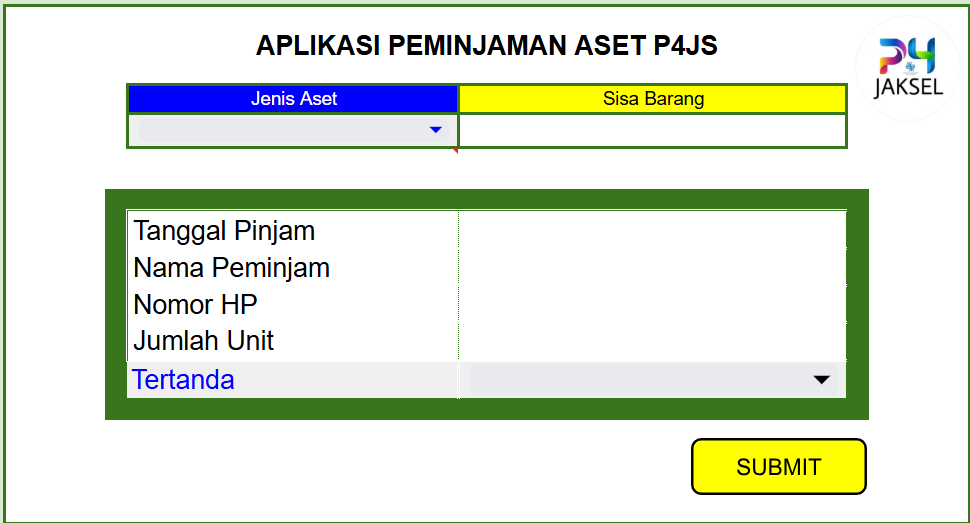 APLIKASI PEMINJAMAN ASET P4JS
P4
JAKSEL
Jenis Aset Sisa Barang
Tanggal Pinjam
Nama Peminjam
Nomor HP
Jumlah Unit
Tertanda
SUBMIT